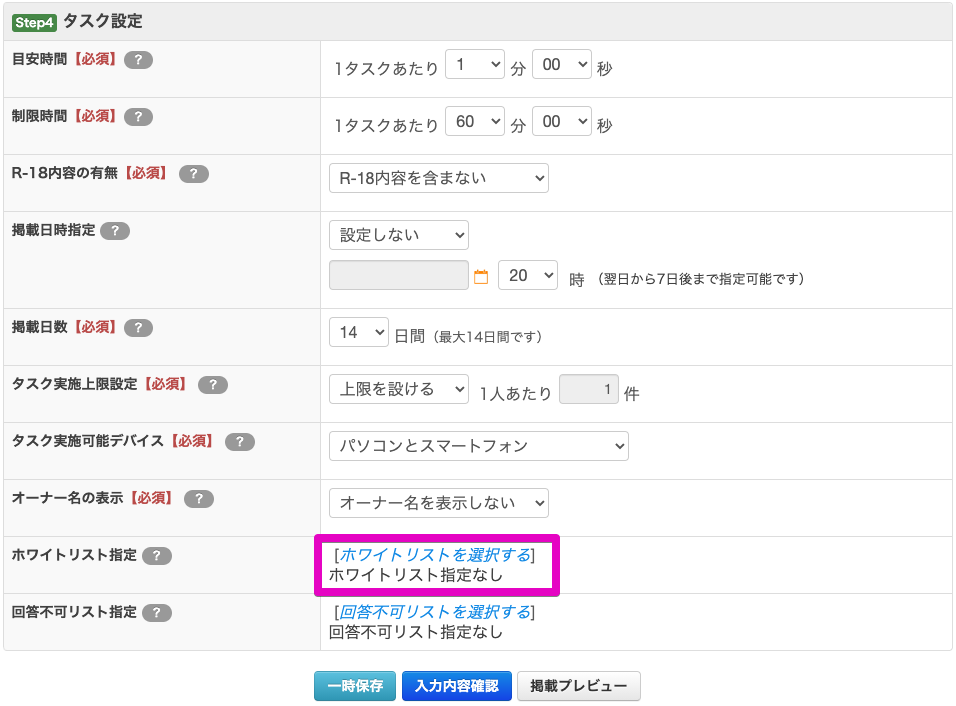 Step4 タスク設定
目安時間【必須】 ?
1タスクあたり 1 分 00 秒
制限時間【必須】 ?
1タスクあたり 60 分 00 秒
R-18内容の有無【必須】 ?
R-18内容を含まない
掲載日時指定 ?
設定しない
20 時 (翌日から7日後まで指定可能です)
掲載日数【必須】 ?
14 日間 (最大14日間です)
タスク実施上限設定【必須】 ?
上限を設ける 1人あたり 1 件
タスク実施可能デバイス【必須】 ?
パソコンとスマートフォン
オーナー名の表示【必須】 ?
オーナー名を表示しない
ホワイトリスト指定 ?
[ホワイトリストを選択する]
ホワイトリスト指定なし
回答不可リスト指定 ?
[回答不可リストを選択する]
回答不可リスト指定なし
一時保存 入力内容確認 掲載プレビュー